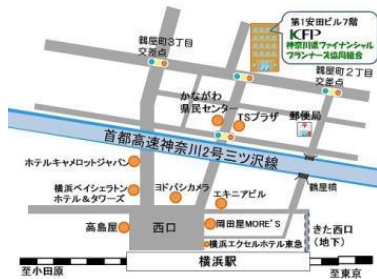 第1安田ビル7階
KFP
神奈川県ファイナンシャル
プランナーズ協同組合
鶴屋町3丁目
交差点
鶴屋町2丁目
交差点
かながわ
県民センター
TSプラザ
郵便局
首都高速神奈川2号三ツ沢線
ホテルキャメロットジャパン
鶴屋橋
横浜ベイシェラトン
ホテル&タワーズ
ヨドバシカメラ
エキニアビル
高島屋
西口
岡田屋MORE'S
きた西口
(地下)
横浜エクセルホテル東急
至小田原
横浜駅
至東京